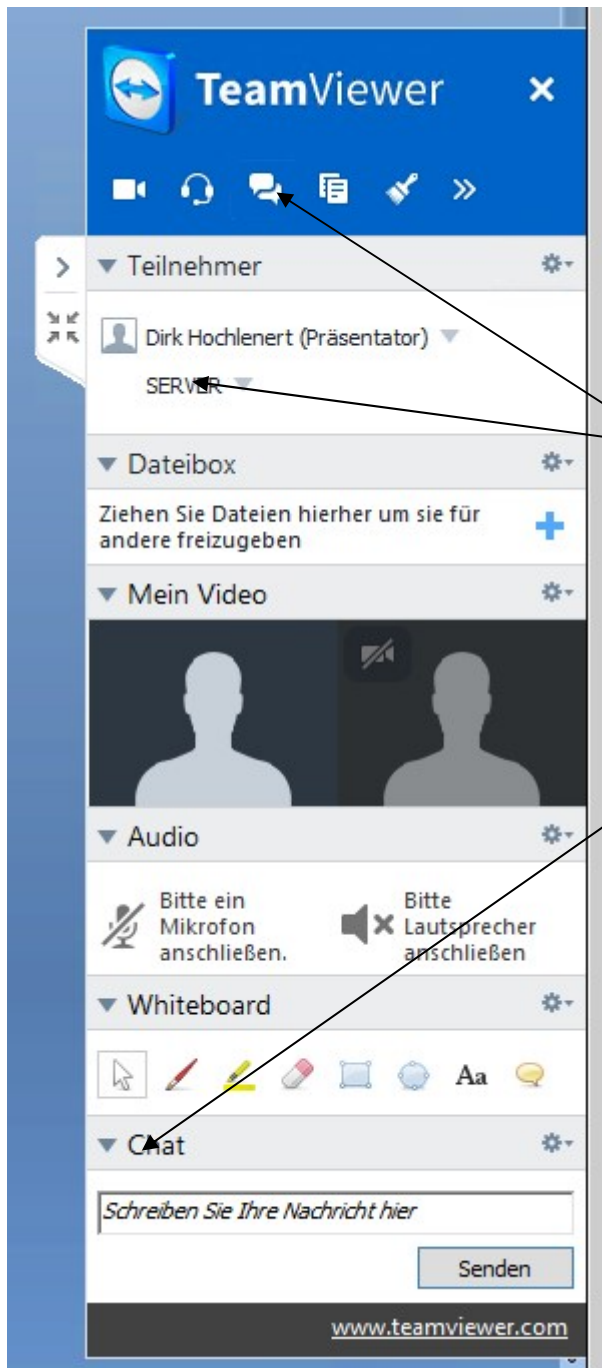 TeamViewer
Teilnehmer
Dirk Hochlenert (Präsentator)
SERVER
Dateibox
Ziehen Sie Dateien hierher um sie für
andere freizugeben
Mein Video
Audio
Bitte ein
Mikrofon
anschließen.
Bitte
Lautsprecher
anschließen
Whiteboard
Aa
Chat
Schreiben Sie Ihre Nachricht hier
Senden
www.teamviewer.com